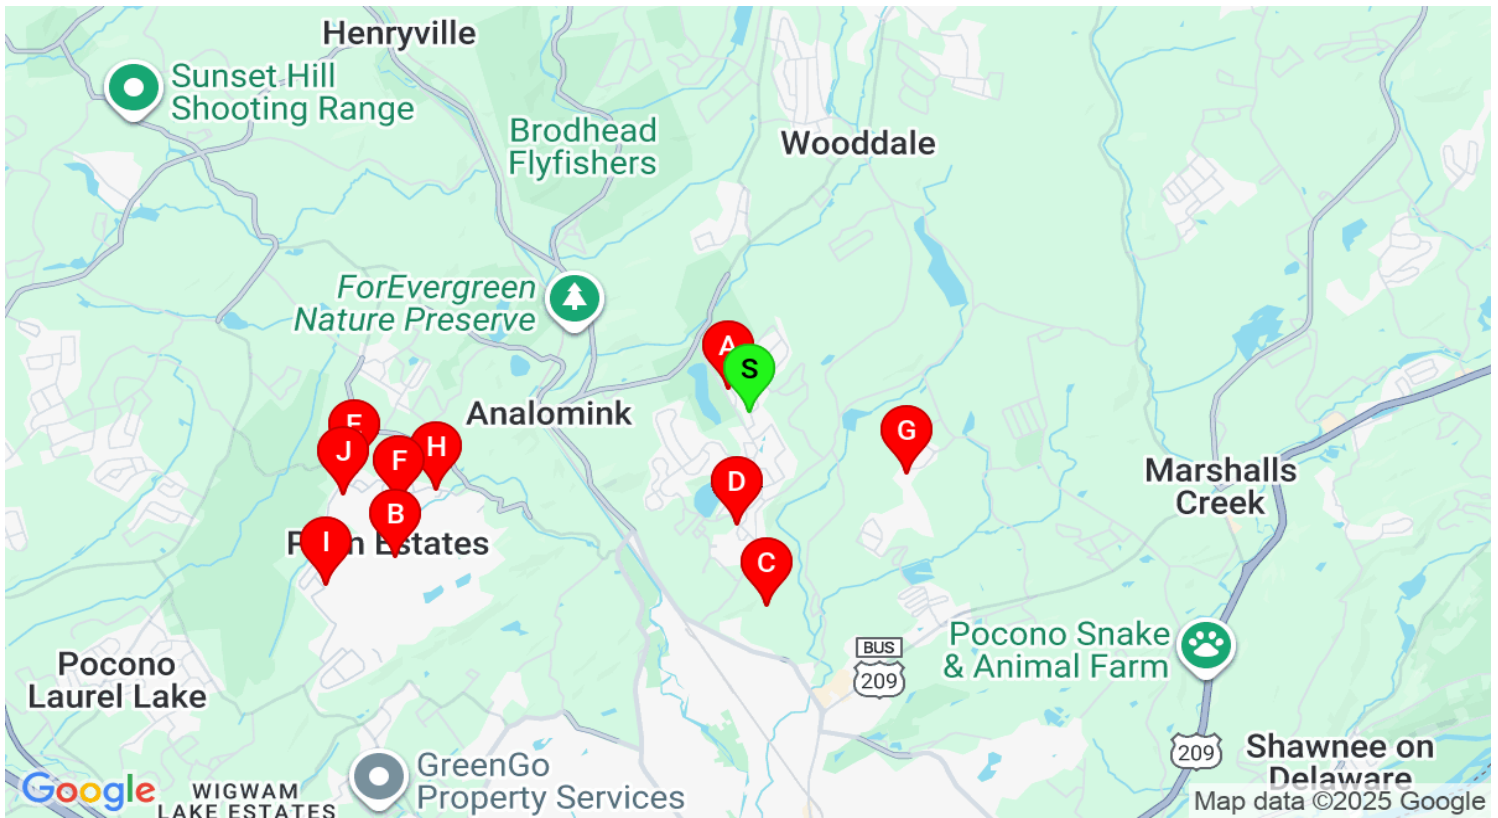 Henryville
Sunset Hill
Shooting Range
Brodhead
Flyfishers
Wooddale
ForEvergreen
Nature Preserve
A
S
Analomink
E
J
F
H
G
B
D
I
Estates
C
Marshalls
Creek
BUS
209
Pocono Snake
& Animal Farm
Pocono
Laurel Lake
209
Shawnee on
Delaware
GreenGo
Property Services
Google
WIGWAM
LAKE ESTATES
Map data ©2025 Google